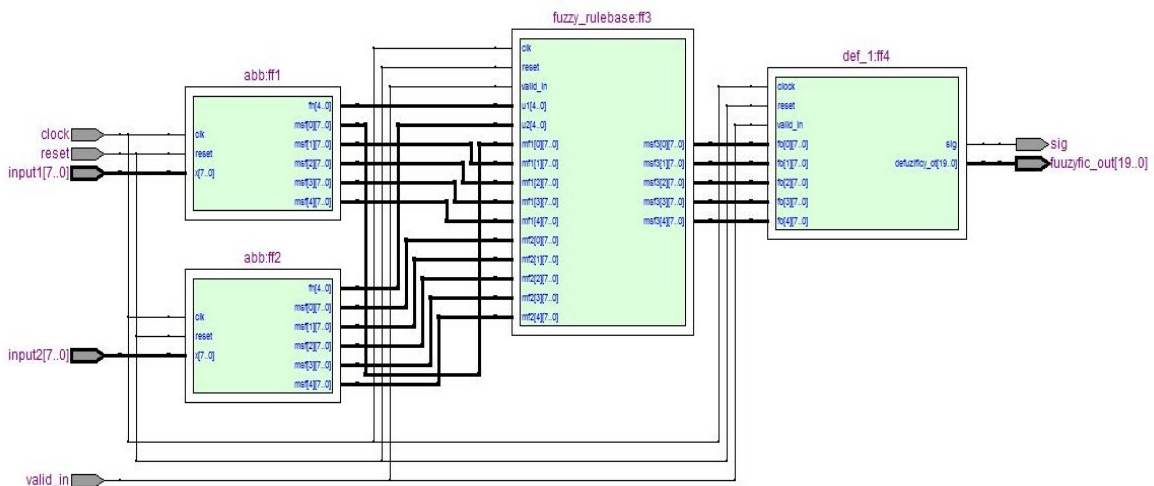 fuzzy_rulebase:ff3
def_1:ff4
abb:ff1
abb:ff2
clock
reset
input1[7..0]
input2[7..0]
valid_in
clk
reset
x[7..0]
fn[4..0]
msf[0][7..0]
msf[1][7..0]
msf[2][7..0]
msf[3][7..0]
msf[4][7..0]
clk
reset
x[7..0]
fn[4..0]
msf[0][7..0]
msf[1][7..0]
msf[2][7..0]
msf[3][7..0]
msf[4][7..0]
clk
reset
valid_in
u1[4..0]
u2[4..0]
mf1[0][7..0]
mf1[1][7..0]
mf1[2][7..0]
mf1[3][7..0]
mf1[4][7..0]
mf2[0][7..0]
mf2[1][7..0]
mf2[2][7..0]
mf2[3][7..0]
mf2[4][7..0]
msf3[0][7..0]
msf3[1][7..0]
msf3[2][7..0]
msf3[3][7..0]
msf3[4][7..0]
clock
reset
valid_in
fo[0][7..0]
fo[1][7..0]
fo[2][7..0]
fo[3][7..0]
fo[4][7..0]
sig
defuzificy_ot[19..0]
sig
fuuzyfic_out[19..0]